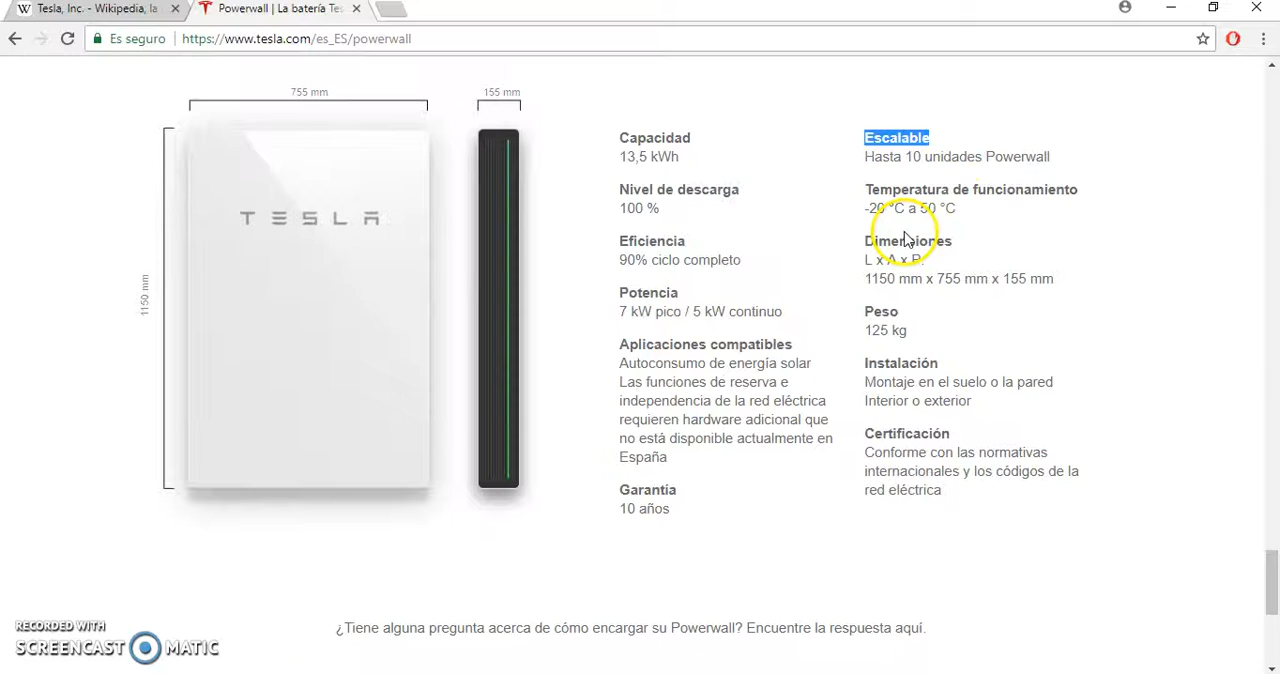 Tesla, Inc. - Wikipedia, la
Powerwall | La batería Te
Es seguro
https://www.tesla.com/es_ES/powerwall
755 mm
155 mm
1150 mm
TESLA
Capacidad
13,5 kWh
Nivel de descarga
100 %
Eficiencia
90% ciclo completo
Potencia
7 kW pico / 5 kW continuo
Aplicaciones compatibles
Autoconsumo de energía solar
Las funciones de reserva e
independencia de la red eléctrica
requieren hardware adicional que
no está disponible actualmente en
España
Garantía
10 años
Escalable
Hasta 10 unidades Powerwall
Temperatura de funcionamiento
-20 °C a 50 °C
Dimensiones
L x A x P:
1150 mm x 755 mm x 155 mm
Peso
125 kg
Instalación
Montaje en el suelo o la pared
Interior o exterior
Certificación
Conforme con las normativas
internacionales y los códigos de la
red eléctrica
¿Tiene alguna pregunta acerca de cómo encargar su Powerwall? Encuentre la respuesta aquí.
RECORDED WITH
SCREENCAST MATIC